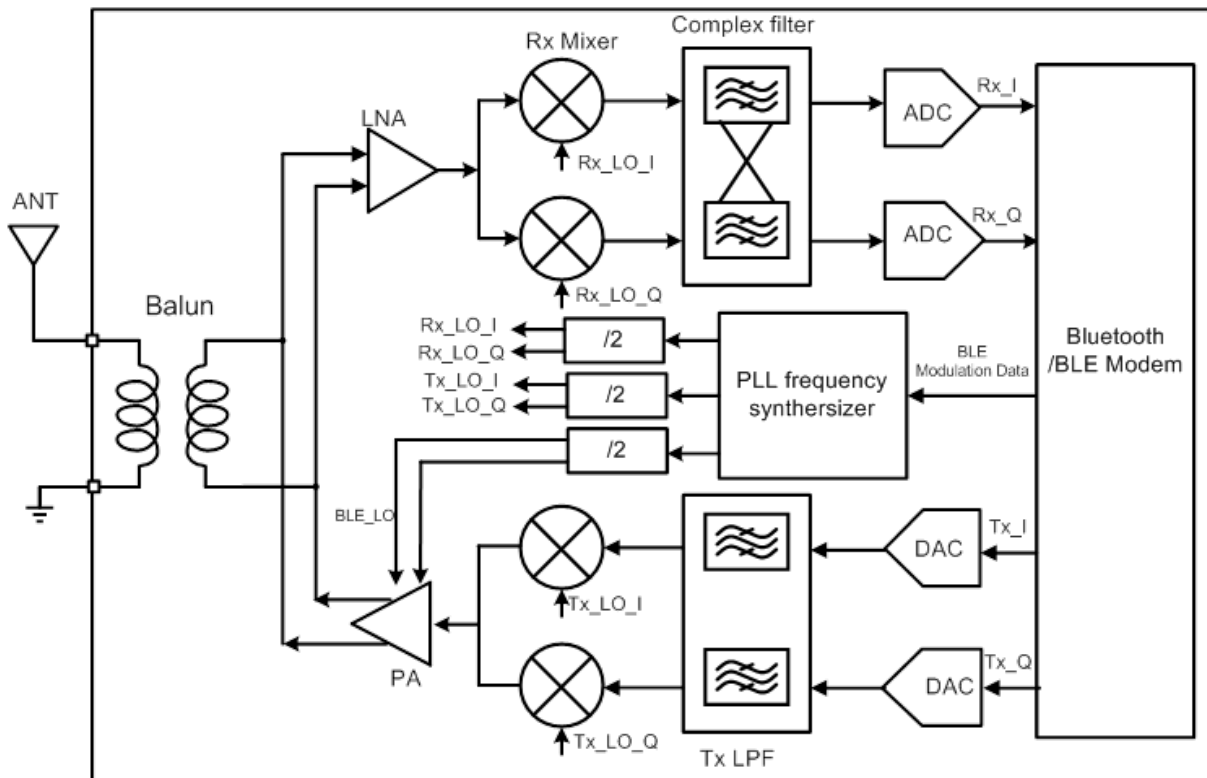 Complex filter
Rx Mixer
LNA
ADC
Rx_I
Rx_LO_I
ANT
ADC
Rx_Q
Rx_LO_Q
Balun
Rx_LO_I
Rx_LO_Q
/2
Tx_LO_I
Tx_LO_Q
/2
/2
PLL frequency
synthersizer
BLE
Modulation Data
Bluetooth
/BLE Modem
BLE_LO
Tx_LO_I
DAC
Tx_I
PA
Tx_LO_Q
DAC
Tx_Q
Tx LPF